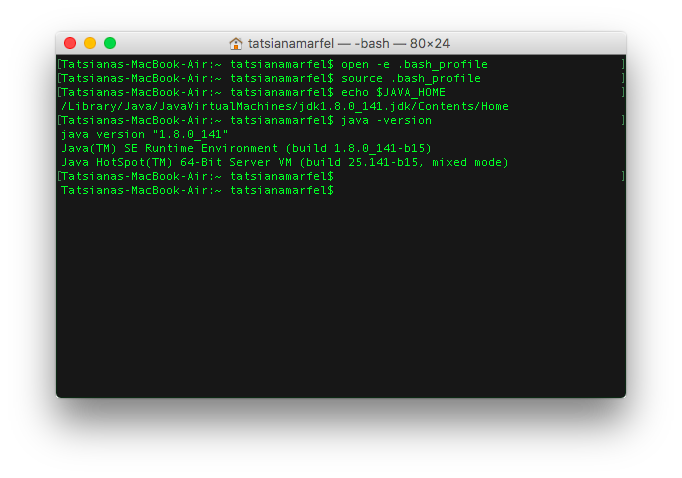 tatsianamarfel — -bash — 80×24
[Tatsianas-MacBook-Air:~ tatsianamarfel$ open -e .bash_profile ]
[Tatsianas-MacBook-Air:~ tatsianamarfel$ source .bash_profile ]
[Tatsianas-MacBook-Air:~ tatsianamarfel$ echo $JAVA_HOME ]
/Library/Java/JavaVirtualMachines/jdk1.8.0_141.jdk/Contents/Home
[Tatsianas-MacBook-Air:~ tatsianamarfel$ java -version ]
java version "1.8.0_141"
Java(TM) SE Runtime Environment (build 1.8.0_141-b15)
Java HotSpot(TM) 64-Bit Server VM (build 25.141-b15, mixed mode)
[Tatsianas-MacBook-Air:~ tatsianamarfel$ ]
Tatsianas-MacBook-Air:~ tatsianamarfel$